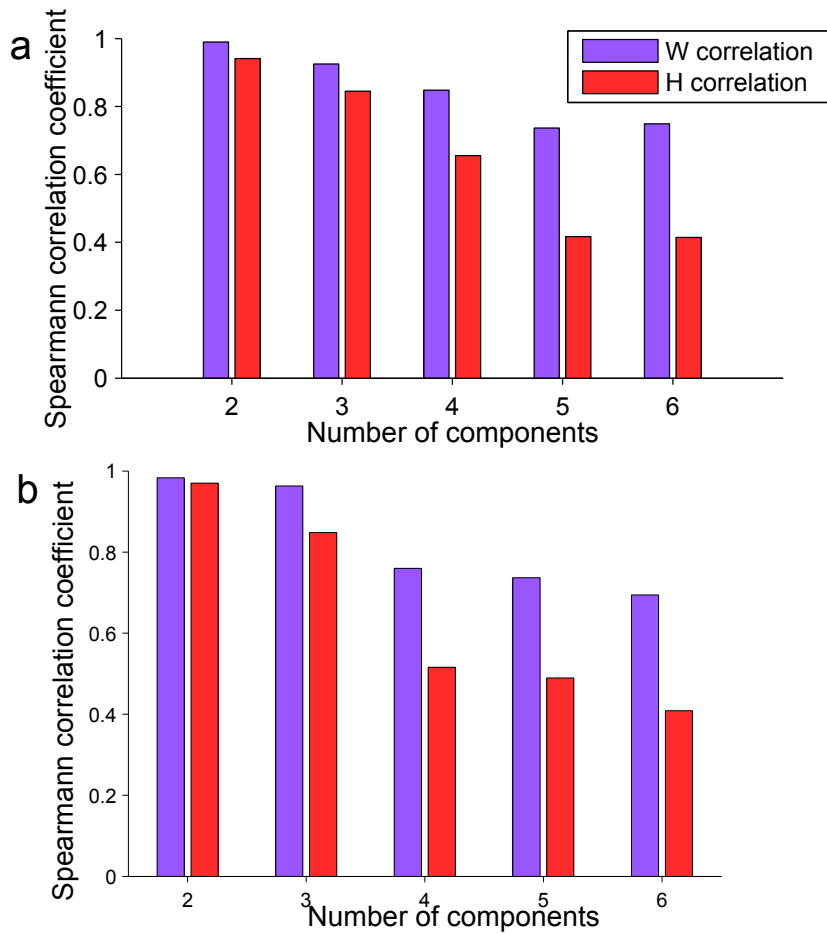 a
Spearmann correlation coefficient
1
0.8
0.6
0.4
0.2
0
W correlation
H correlation
2 3 4 5 6
Number of components
b
Spearmann correlation coefficient
1
0.8
0.6
0.4
0.2
0
2 3 4 5 6
Number of components